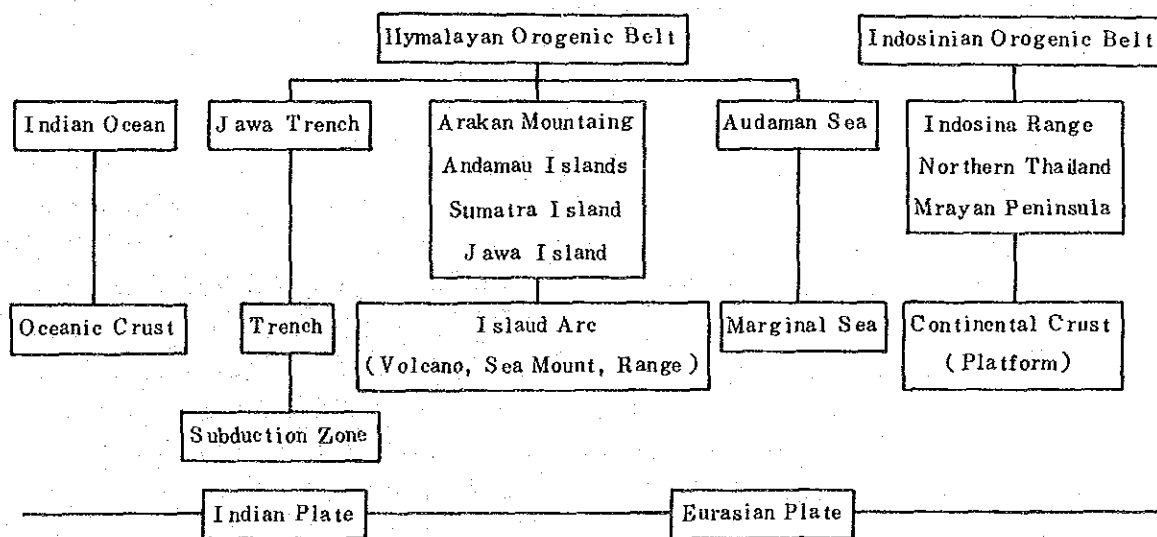 Hymalayan Orogenic Belt
Indosinian Orogenic Belt
Indian Ocean
Jawa Trench
Arakan Mountaing
Andamau Islands
Sumatra Island
Jawa Island
Audaman Sea
Indosina Range
Northern Thailand
Mrayan Peninsula
Oceanic Crust
Trench
Islaud Arc
(Volcano, Sea Mount, Range)
Marginal Sea
Continental Crust
(Platform)
Subduction Zone
Indian Plate
Eurasian Plate